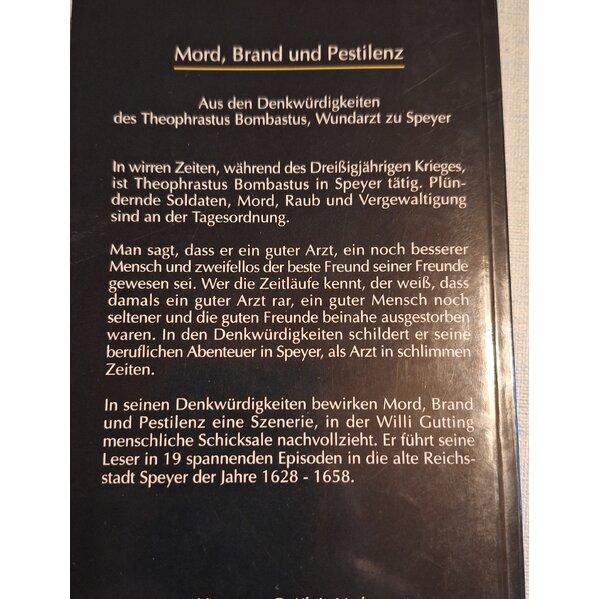 Mord, Brand und Pestilenz
Aus den Denkwürdigkeiten
des Theophrastus Bombastus, Wundarzt zu Speyer
In wirren Zeiten, während des Dreißigjährigen Krieges,
ist Theophrastus Bombastus in Speyer tätig. Plün-
dernde Soldaten, Mord, Raub und Vergewaltigung
sind an der Tagesordnung.
Man sagt, dass er ein guter Arzt, ein noch besserer
Mensch und zweifellos der beste Freund seiner Freunde
gewesen sei. Wer die Zeitläufe kennt, der weiß, dass
damals ein guter Arzt rar, ein guter Mensch noch
seltener und die guten Freunde beinahe ausgestorben
waren. In den Denkwürdigkeiten schildert er seine
beruflichen Abenteuer in Speyer, als Arzt in schlimmen
Zeiten.
In seinen Denkwürdigkeiten bewirken Mord, Brand
und Pestilenz eine Szenerie, in der Willi Gutting
menschliche Schicksale nachvollzieht. Er führt seine
Leser in 19 spannenden Episoden in die alte Reichs-
stadt Speyer der Jahre 1628 - 1658.